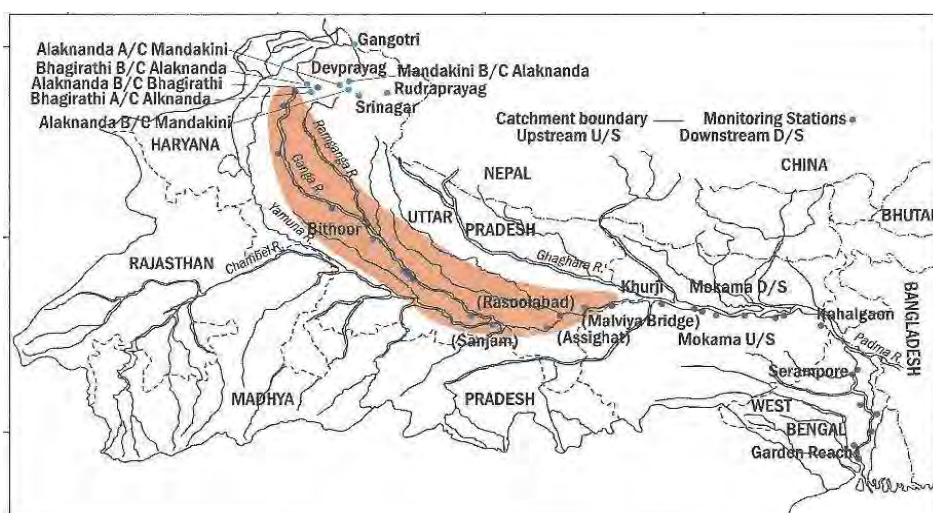 Gangotri
Alaknanda A/C Mandakini
Bhagirathi B/C Alaknanda
Devprayag
Mandakini B/C Alaknanda
Alaknanda B/C Bhagirathi
Rudraprayag
Bhagirathi A/C Alknanda
Srinagar
Alaknanda B/C Mandakini
Catchment boundary
Monitoring Stations
Upstream U/S
Downstream D/S
HARYANA
Ramganga R.
Ganga R.
NEPAL
CHINA
BHUTAN
UTTAR
PRADESH
Yamuna R.
Bithoor
Ghaghara R.
RAJASTHAN
Chambel R.
Khurji
Mokama D/S
BANGLADESH
(Rasoolabad)
Kahalgaon
(Malviya Bridge)
(Sanjam)
(Assighat)
Mokama U/S
Padma R.
Serampore
MADHYA
PRADESH
WEST
BENGAL
Garden Reach